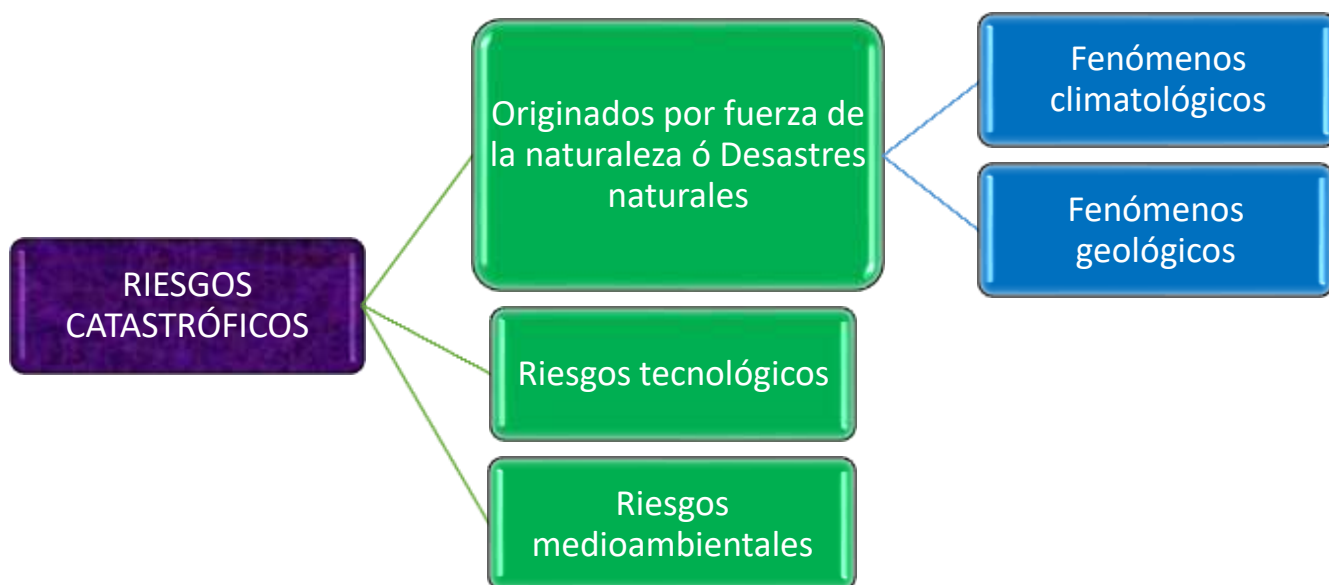 RIESGOS
CATASTRÓFICOS
Originados por fuerza de
la naturaleza ó Desastres
naturales
Fenómenos
climatológicos
Fenómenos
geológicos
Riesgos tecnológicos
Riesgos
medioambientales